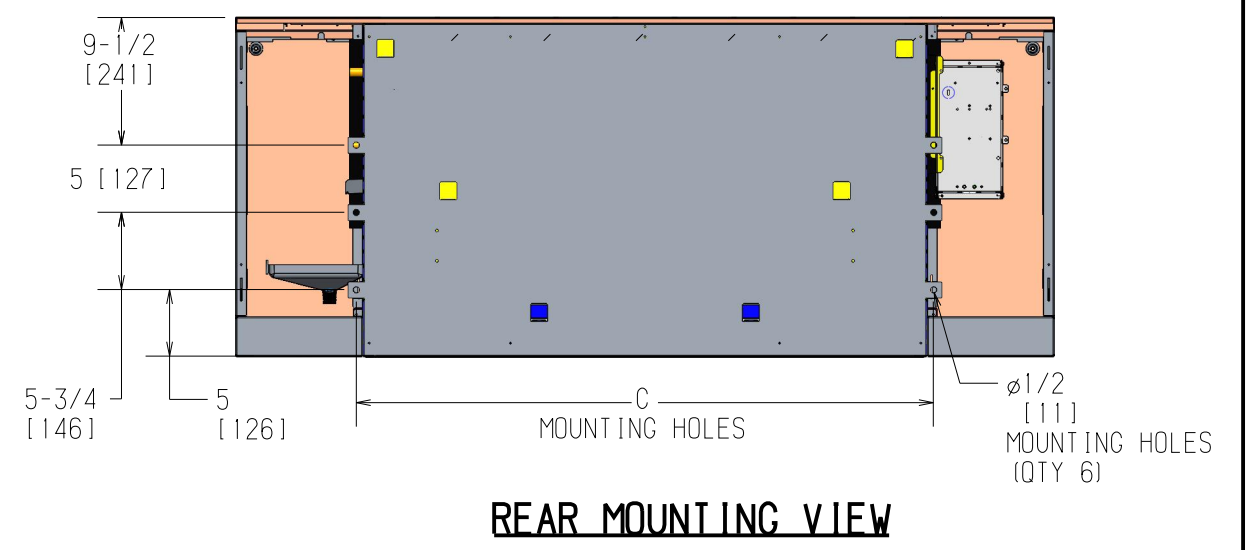 9-1/2
[241]
5 [127]
5-3/4
[146]
5
[126]
C
MOUNTING HOLES
ø1/2
[11]
MOUNTING HOLES
(QTY 6)
REAR MOUNTING VIEW